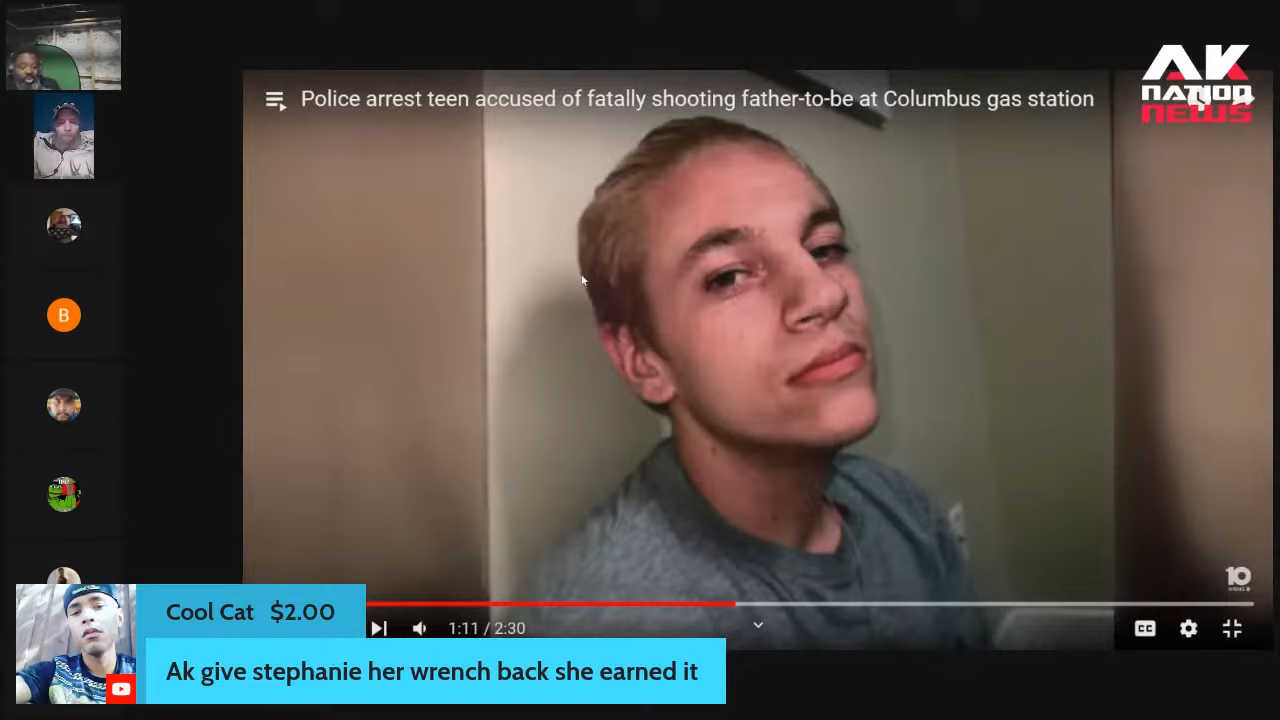 Police arrest teen accused of fatally shooting father-to-be at Columbus gas station
AK
NATION
NEWS
B
10
1:11 / 2:30
CC
Cool Cat $2.00
Ak give stephanie her wrench back she earned it